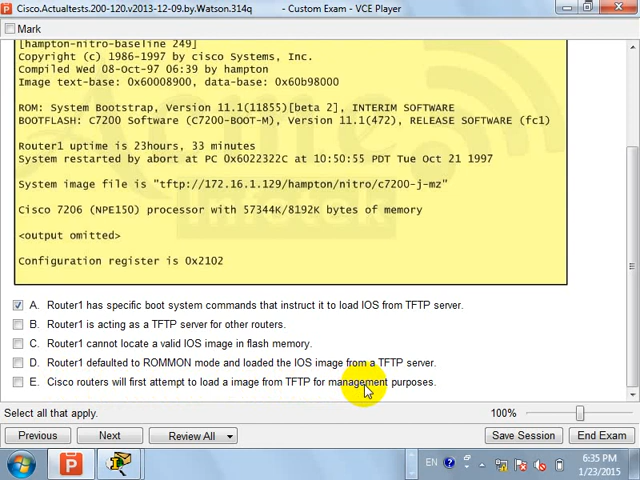 Cisco.Actualtests.200-120.v2013-12-09.by.Watson.314q - Custom Exam - VCE Player
Mark
[hampton-nitro-baseline 249]
Copyright (c) 1986-1997 by cisco Systems, Inc.
Compiled Wed 08-Oct-97 06:39 by hampton
Image text-base: 0x60008900, data-base: 0x60b98000
ROM: System Bootstrap, Version 11.1(11855)[beta 2], INTERIM SOFTWARE
BOOTFLASH: C7200 Software (C7200-BOOT-M), Version 11.1(472), RELEASE SOFTWARE (fc1)
Router1 uptime is 23hours, 33 minutes
System restarted by abort at PC 0x6022322C at 10:50:55 PDT Tue Oct 21 1997
System image file is "tftp://172.16.1.129/hampton/nitro/c7200-j-mz"
Cisco 7206 (NPE150) processor with 57344K/8192K bytes of memory
<output omitted>
Configuration register is 0x2102
A. Router1 has specific boot system commands that instruct it to load IOS from TFTP server.
B. Router1 is acting as a TFTP server for other routers.
C. Router1 cannot locate a valid IOS image in flash memory.
D. Router1 defaulted to ROMMON mode and loaded the IOS image from a TFTP server.
E. Cisco routers will first attempt to load a image from TFTP for management purposes.
Select all that apply.
100%
Previous
Next
Review All
Save Session
End Exam
EN
6:35 PM
1/23/2015